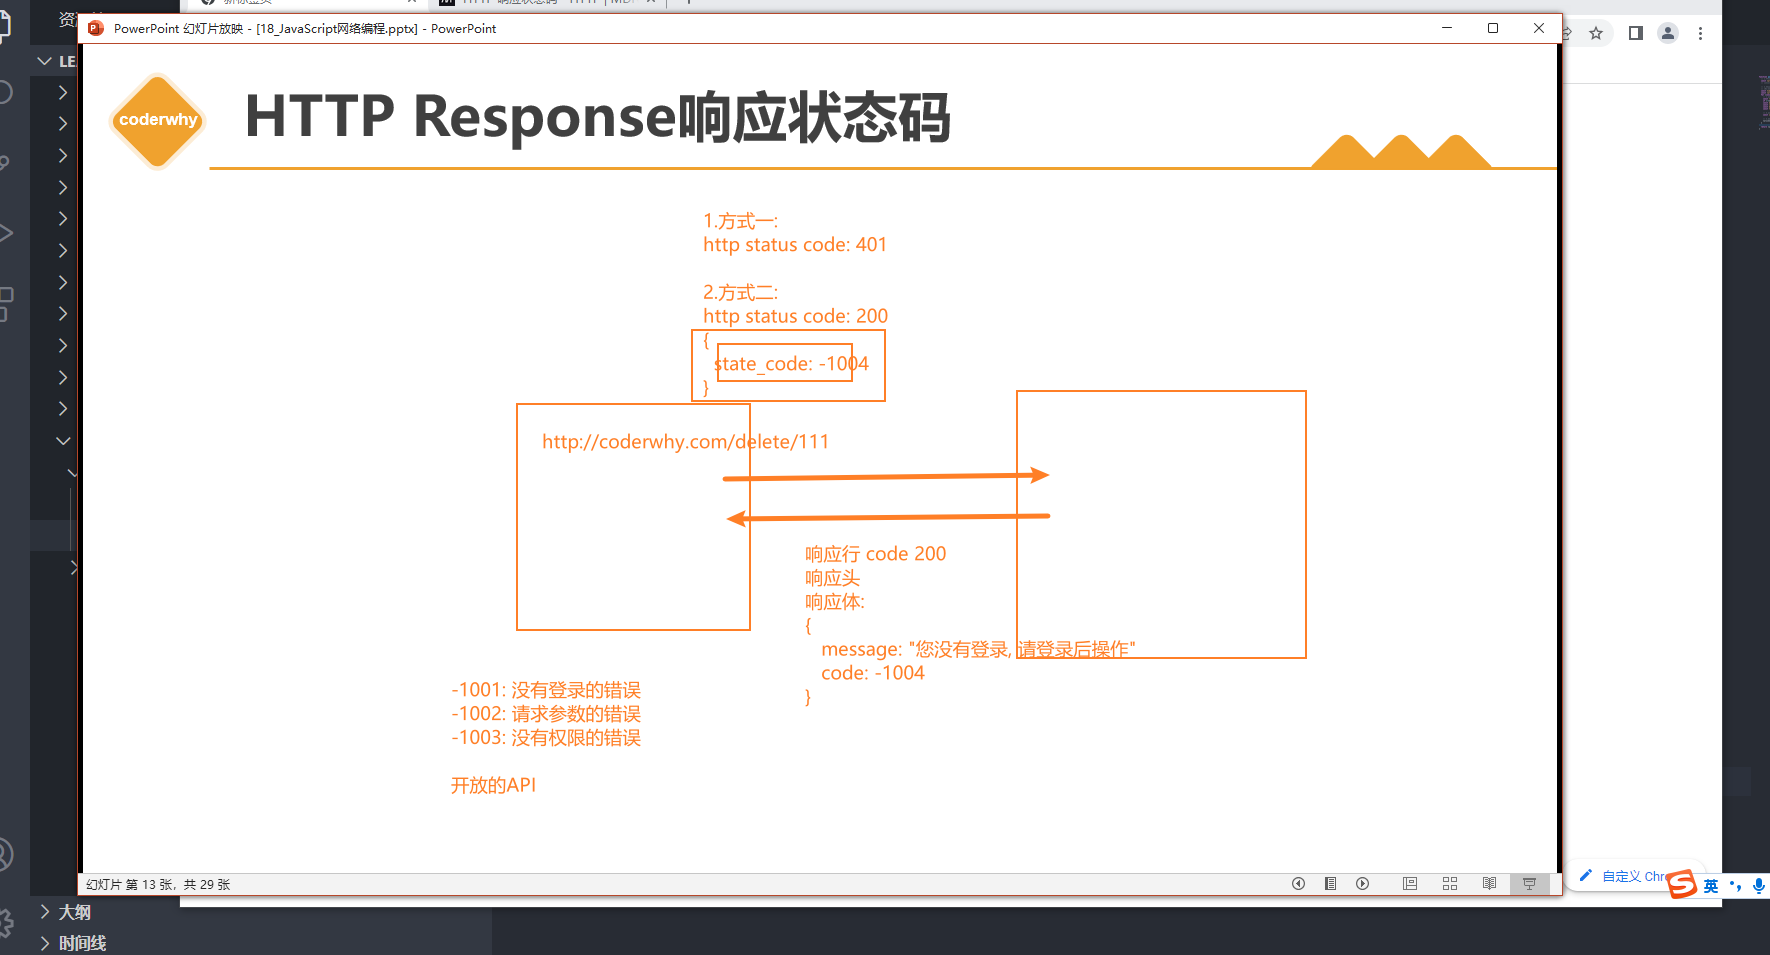 PowerPoint 幻灯片放映 - [18_JavaScript网络编程.pptx] - PowerPoint
LE
coderwhy
HTTP Response响应状态码
1.方式一:
http status code: 401
2.方式二:
http status code: 200
{
state_code: -1004
}
http://coderwhy.com/delete/111
响应行 code 200
响应头
响应体:
{
message: "您没有登录, 请登录后操作"
code: -1004
}
-1001: 没有登录的错误
-1002: 请求参数的错误
-1003: 没有权限的错误
开放的API
幻灯片 第 13 张，共 29 张
自定义 Chr
英
大纲
时间线